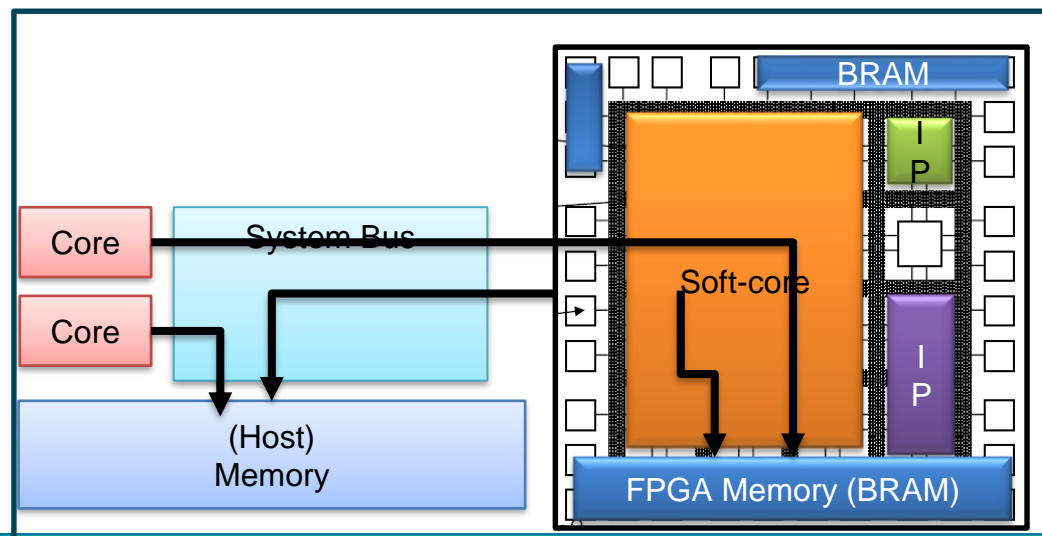 BRAM
I
P
Core
System Bus
Soft-core
Core
I
P
(Host)
Memory
FPGA Memory (BRAM)